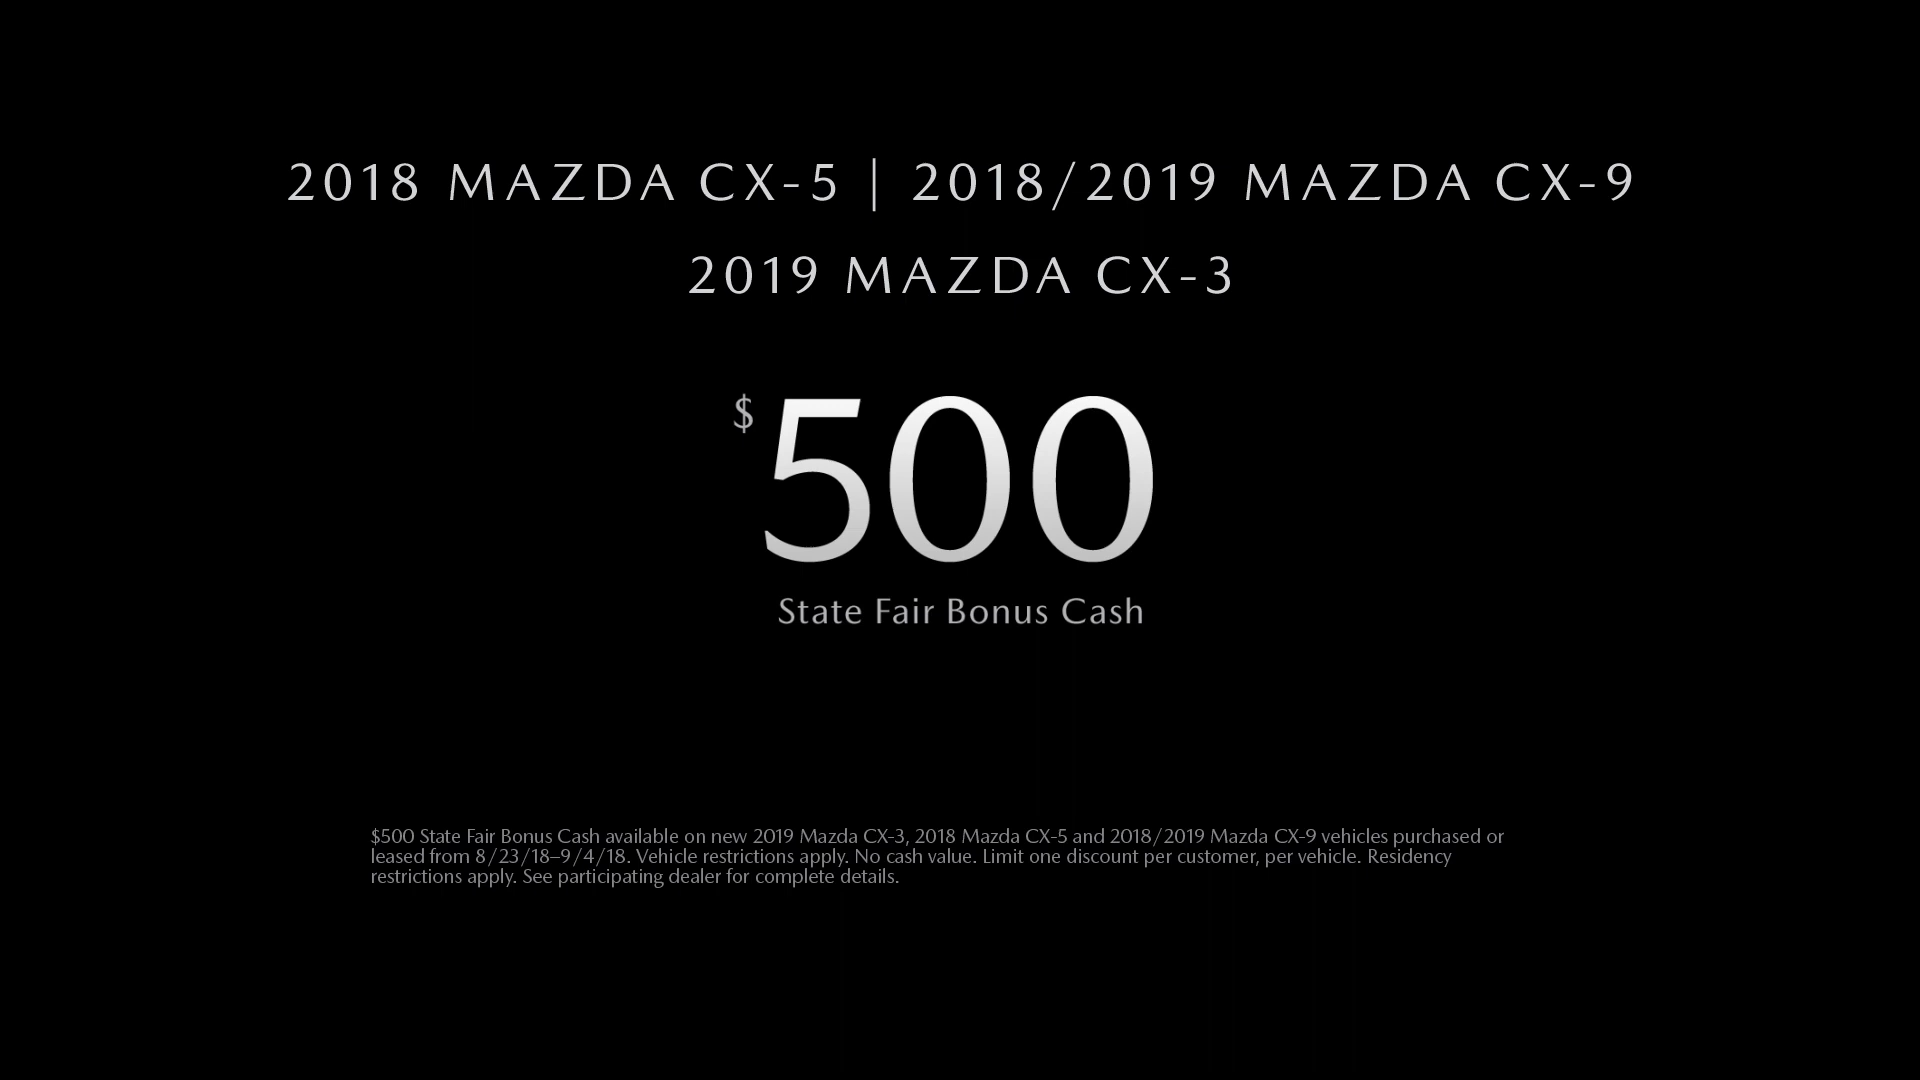 2018 MAZDA CX-5 | 2018/2019 MAZDA CX-9
2019 MAZDA CX-3
$500
State Fair Bonus Cash
$500 State Fair Bonus Cash available on new 2019 Mazda CX-3, 2018 Mazda CX-5 and 2018/2019 Mazda CX-9 vehicles purchased or
leased from 8/23/18–9/4/18. Vehicle restrictions apply. No cash value. Limit one discount per customer, per vehicle. Residency
restrictions apply. See participating dealer for complete details.